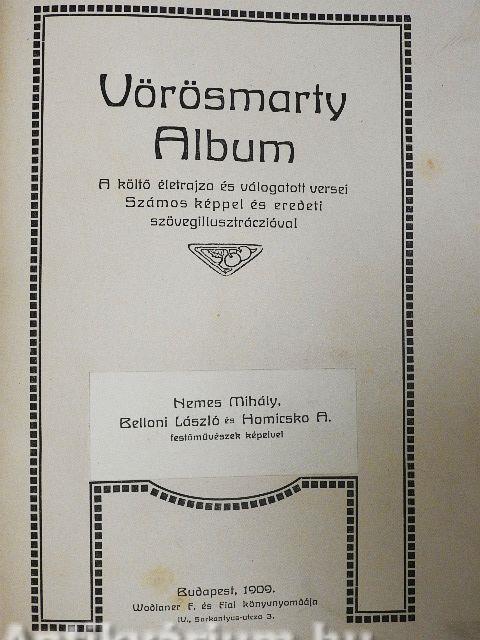 Vörösmarty
Album
A költő életrajza és válogatott versei
Számos képpel és eredeti
szövegillusztráczióval
Nemes Mihály,
Belloni László és Homicsko A.
festőművészek képeivel
Budapest, 1909.
Wodianer F. és Fiai könyvnyomdája
IV., Sarkantyus-utcza 3.